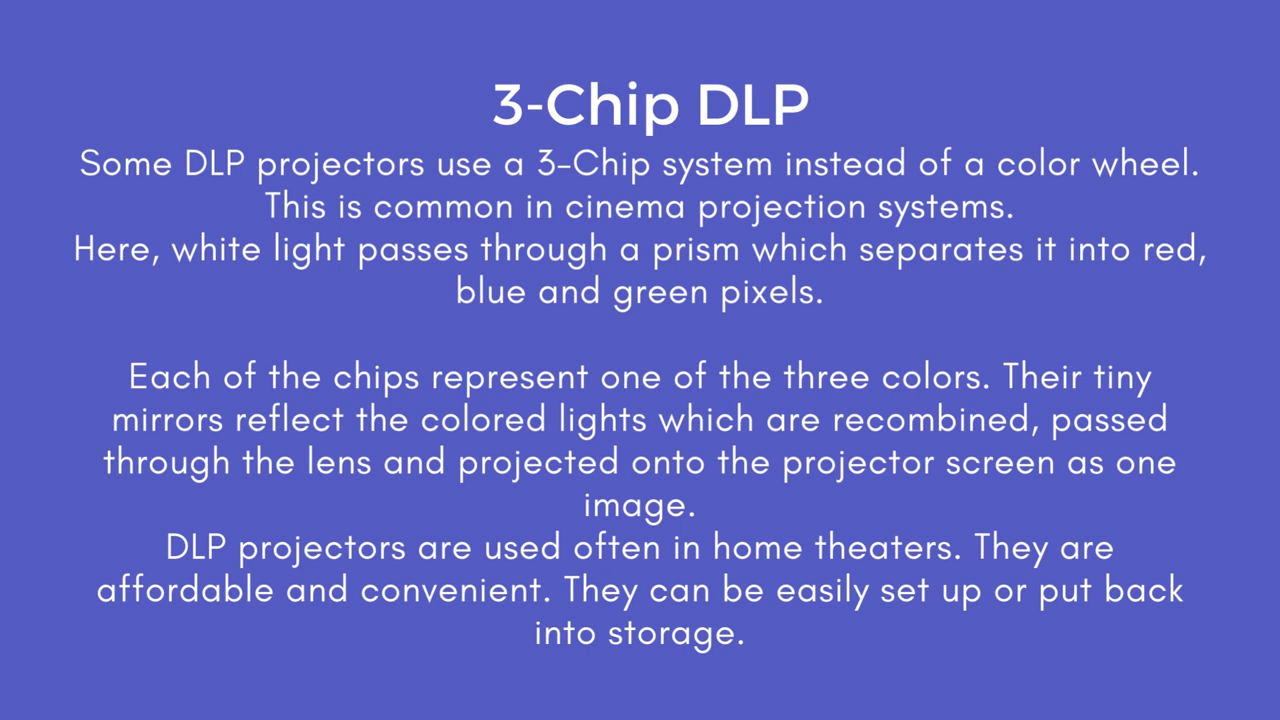 3-Chip DLP
Some DLP projectors use a 3-Chip system instead of a color wheel.
This is common in cinema projection systems.
Here, white light passes through a prism which separates it into red,
blue and green pixels.
Each of the chips represent one of the three colors. Their tiny
mirrors reflect the colored lights which are recombined, passed
through the lens and projected onto the projector screen as one
image.
DLP projectors are used often in home theaters. They are
affordable and convenient. They can be easily set up or put back
into storage.